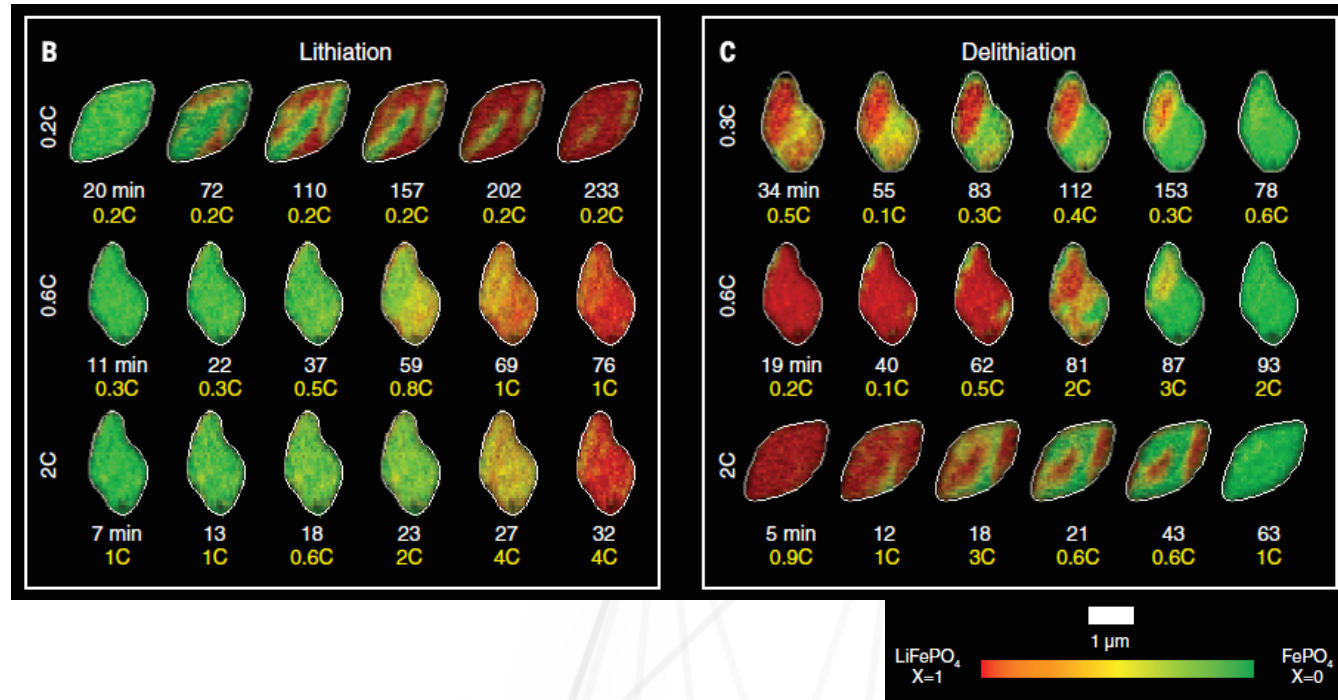 B Lithiation
0.2C
20 min 72 110 157 202 233
0.2C 0.2C 0.2C 0.2C 0.2C 0.2C
0.6C
11 min 22 37 59 69 76
0.3C 0.3C 0.5C 0.8C 1C 1C
2C
7 min 13 18 23 27 32
1C 1C 0.6C 2C 4C 4C
C Delithiation
0.3C
34 min 55 83 112 153 78
0.5C 0.1C 0.3C 0.4C 0.3C 0.6C
0.6C
19 min 40 62 81 87 93
0.2C 0.1C 0.5C 2C 3C 2C
2C
5 min 12 18 21 43 63
0.9C 1C 3C 0.6C 0.6C 1C
1 µm
LiFePO₄ FePO₄
X=1 X=0